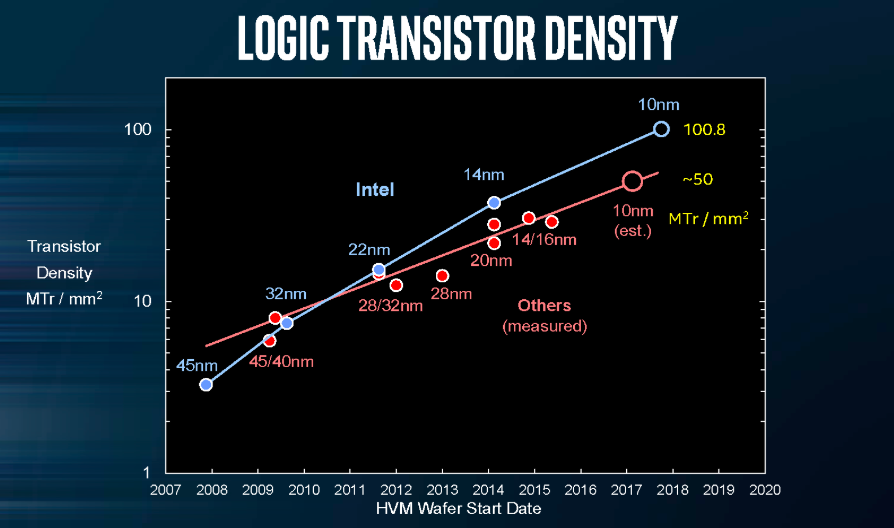 LOGIC TRANSISTOR DENSITY
10nm
100
100.8
14nm
Intel
~50
10nm
(est.)
MTr / mm²
14/16nm
Transistor
Density
MTr / mm²
22nm
20nm
32nm
28/32nm
28nm
10
Others
(measured)
45nm
45/40nm
1
2007 2008 2009 2010 2011 2012 2013 2014 2015 2016 2017 2018 2019 2020
HVM Wafer Start Date